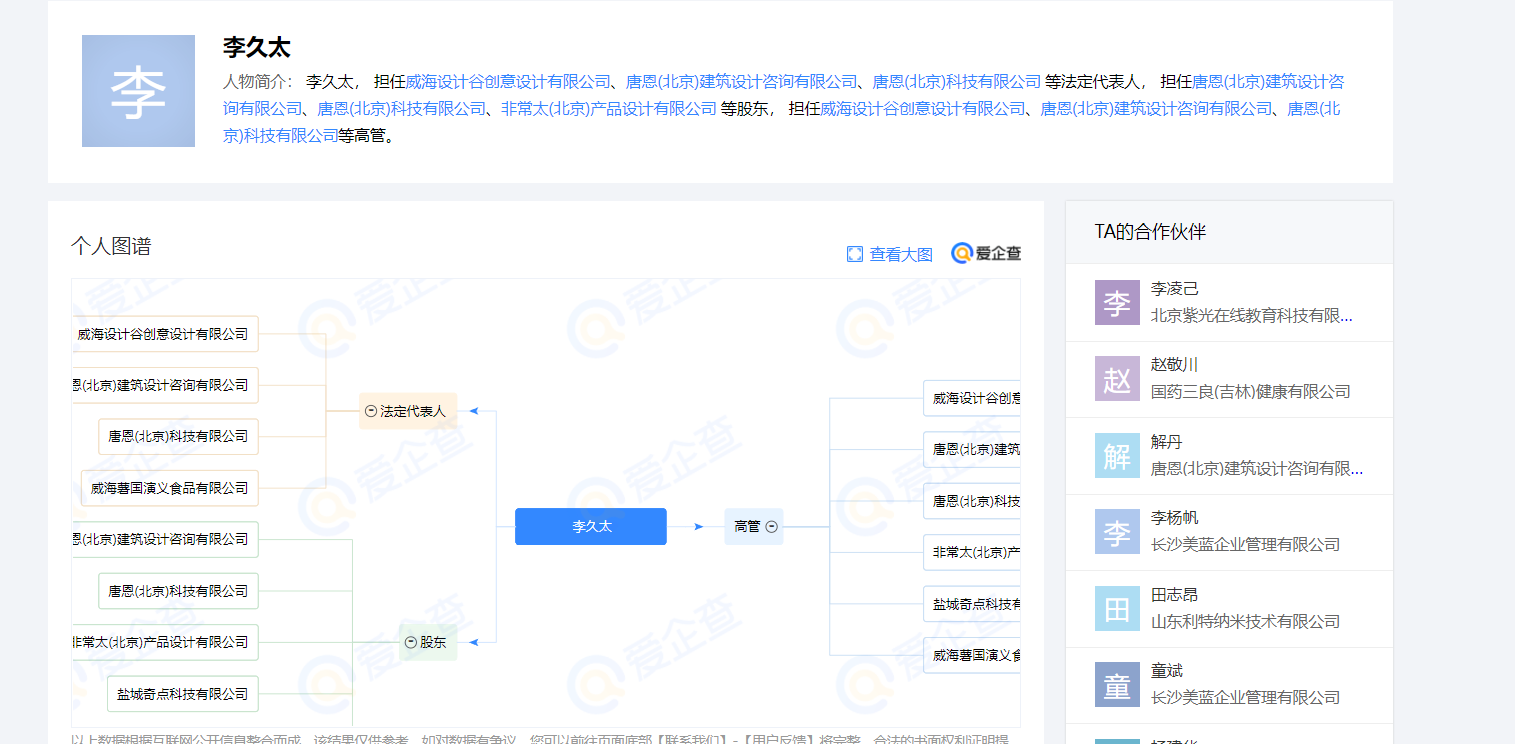 李
李久太
人物简介： 李久太， 担任威海设计谷创意设计有限公司、唐恩(北京)建筑设计咨询有限公司、唐恩(北京)科技有限公司 等法定代表人， 担任唐恩(北京)建筑设计咨
询有限公司、唐恩(北京)科技有限公司、非常太(北京)产品设计有限公司 等股东， 担任威海设计谷创意设计有限公司、唐恩(北京)建筑设计咨询有限公司、唐恩(北
京)科技有限公司等高管。
个人图谱
查看大图
爱企查
威海设计谷创意设计有限公司
恩(北京)建筑设计咨询有限公司
唐恩(北京)科技有限公司
威海薯国演义食品有限公司
法定代表人
恩(北京)建筑设计咨询有限公司
唐恩(北京)科技有限公司
非常太(北京)产品设计有限公司
盐城奇点科技有限公司
股东
李久太
高管
威海设计谷创意
唐恩(北京)建筑
唐恩(北京)科技
非常太(北京)产
盐城奇点科技有
威海薯国演义食
以上数据根据互联网公开信息整合而成，该结果仅供参考，如对数据有争议，您可以前往页面底部【联系我们】-【用户反馈】将完整、合法的书面权利证明提
TA的合作伙伴
李
李凌己
北京紫光在线教育科技有限...
赵
赵敬川
国药三良(吉林)健康有限公司
解
解丹
唐恩(北京)建筑设计咨询有限...
李
李杨帆
长沙美蓝企业管理有限公司
田
田志昂
山东利特纳米技术有限公司
童
童斌
长沙美蓝企业管理有限公司